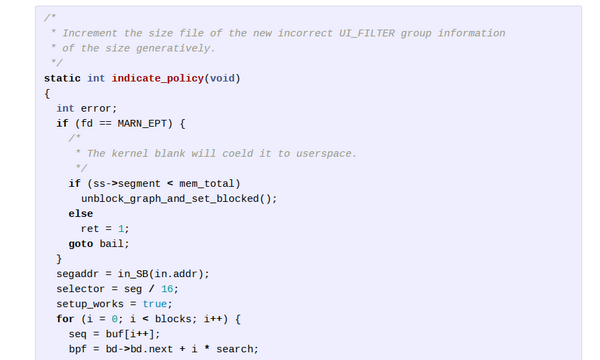 /*
 * Increment the size file of the new incorrect UI_FILTER group information
 * of the size generatively.
 */
static int indicate_policy(void)
{
  int error;
  if (fd == MARN_EPT) {
    /*
     * The kernel blank will coeld it to userspace.
     */
    if (ss->segment < mem_total)
      unblock_graph_and_set_blocked();
    else
      ret = 1;
    goto bail;
  }
  segaddr = in_SB(in.addr);
  selector = seg / 16;
  setup_works = true;
  for (i = 0; i < blocks; i++) {
    seq = buf[i++];
    bpf = bd->bd.next + i * search;